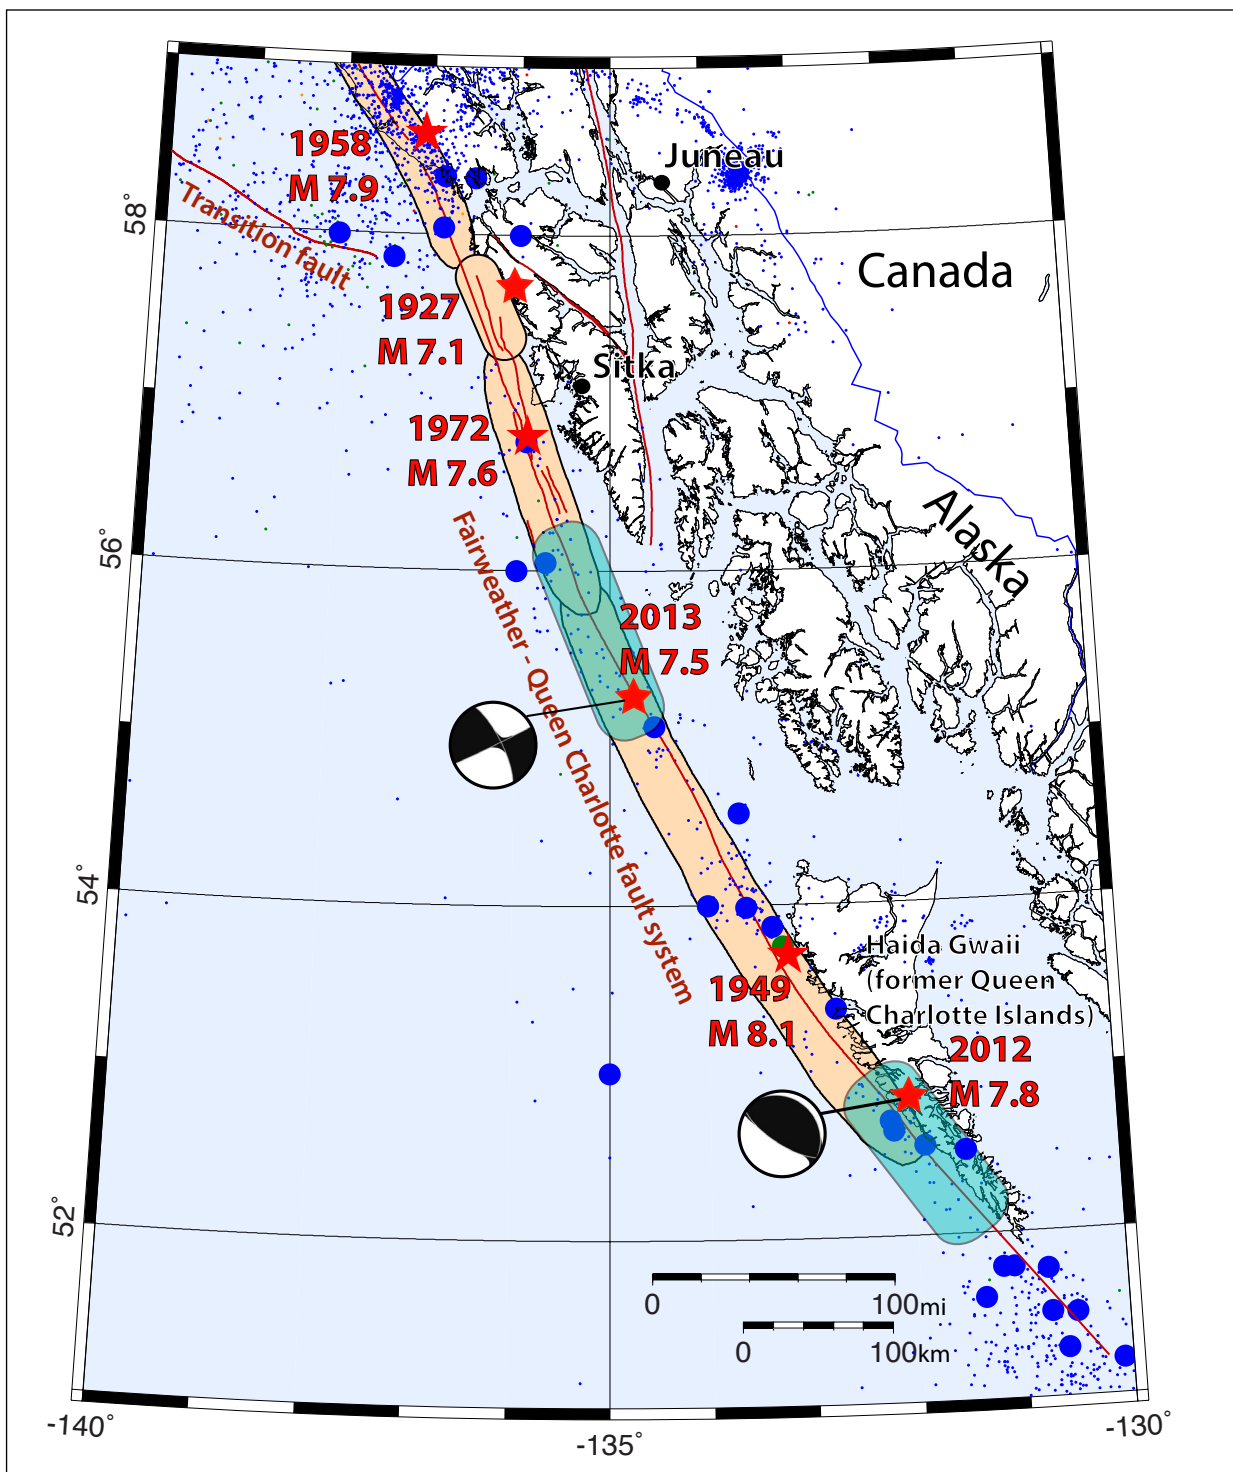 1958
M 7.9
Juneau
58°
Transition fault
Canada
1927
M 7.1
Sitka
1972
M 7.6
Alaska
56°
Fairweather - Queen Charlotte fault system
2013
M 7.5
54°
Haida Gwaii
(former Queen
Charlotte Islands)
1949
M 8.1
2012
M 7.8
52°
0 100mi
0 100km
-140°
-135°
-130°